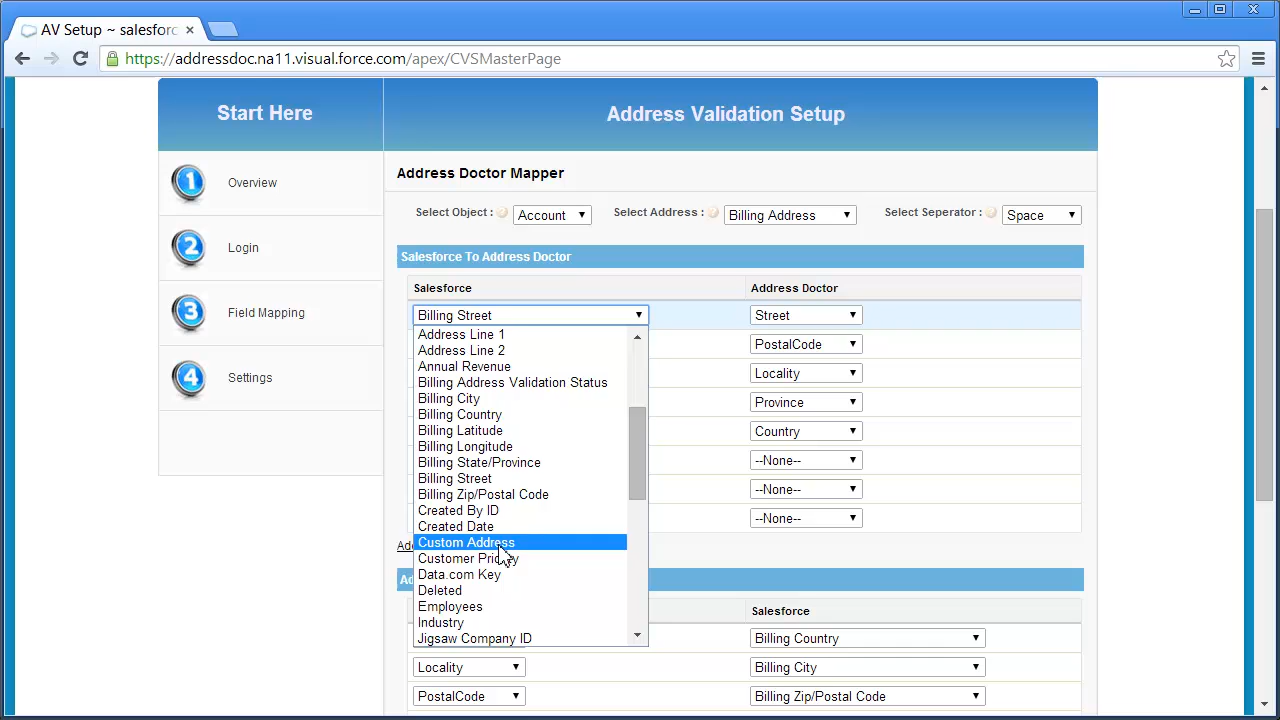 AV Setup ~ salesforc
https://addressdoc.na11.visual.force.com/apex/CVSMasterPage
Start Here
Address Validation Setup
1 Overview
2 Login
3 Field Mapping
4 Settings
Address Doctor Mapper
Select Object : Account Select Address : Billing Address Select Seperator : Space
Salesforce To Address Doctor
Salesforce Address Doctor
Billing Street Street
PostalCode
Locality
Province
Country
--None--
--None--
--None--
Address Line 1
Address Line 2
Annual Revenue
Billing Address Validation Status
Billing City
Billing Country
Billing Latitude
Billing Longitude
Billing State/Province
Billing Street
Billing Zip/Postal Code
Created By ID
Created Date
Custom Address
Customer Priority
Data.com Key
Deleted
Employees
Industry
Jigsaw Company ID
Salesforce
Billing Country
Locality Billing City
PostalCode Billing Zip/Postal Code